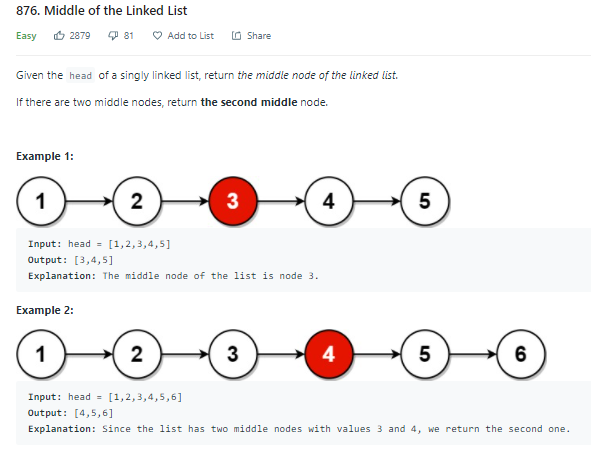 876. Middle of the Linked List
Easy 2879 81 Add to List Share
Given the head of a singly linked list, return the middle node of the linked list.
If there are two middle nodes, return the second middle node.
Example 1:
1 2 3 4 5
Input: head = [1,2,3,4,5]
Output: [3,4,5]
Explanation: The middle node of the list is node 3.
Example 2:
1 2 3 4 5 6
Input: head = [1,2,3,4,5,6]
Output: [4,5,6]
Explanation: Since the list has two middle nodes with values 3 and 4, we return the second one.